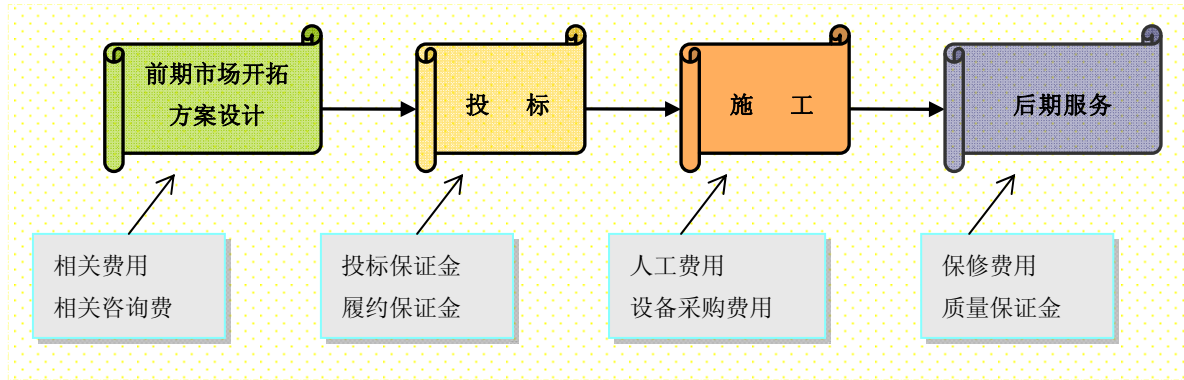 前期市场开拓
方案设计
投 标
施 工
后期服务
相关费用
相关咨询费
投标保证金
履约保证金
人工费用
设备采购费用
保修费用
质量保证金